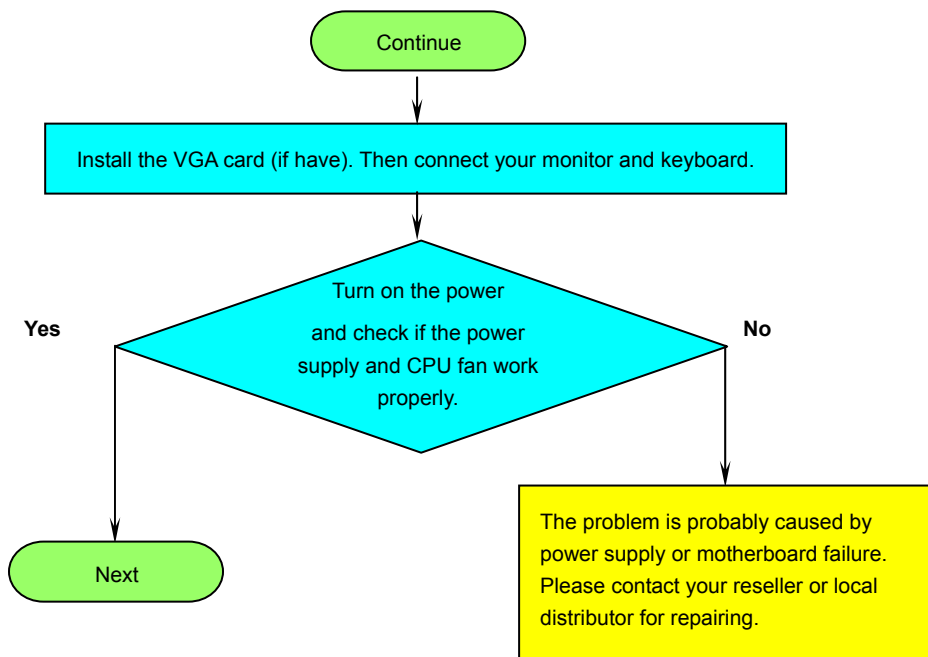 Continue
Install the VGA card (if have). Then connect your monitor and keyboard.
Turn on the power
and check if the power
supply and CPU fan work
properly.
Yes
No
Next
The problem is probably caused by
power supply or motherboard failure.
Please contact your reseller or local
distributor for repairing.